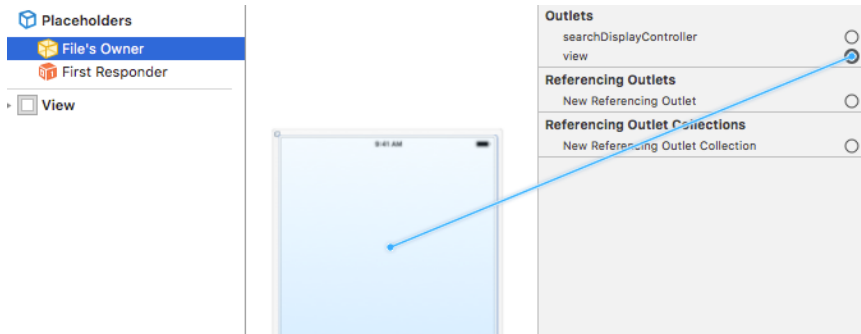 Placeholders
File's Owner
First Responder
View
9:41 AM
Outlets
searchDisplayController
view
Referencing Outlets
New Referencing Outlet
Referencing Outlet Collections
New Referencing Outlet Collection